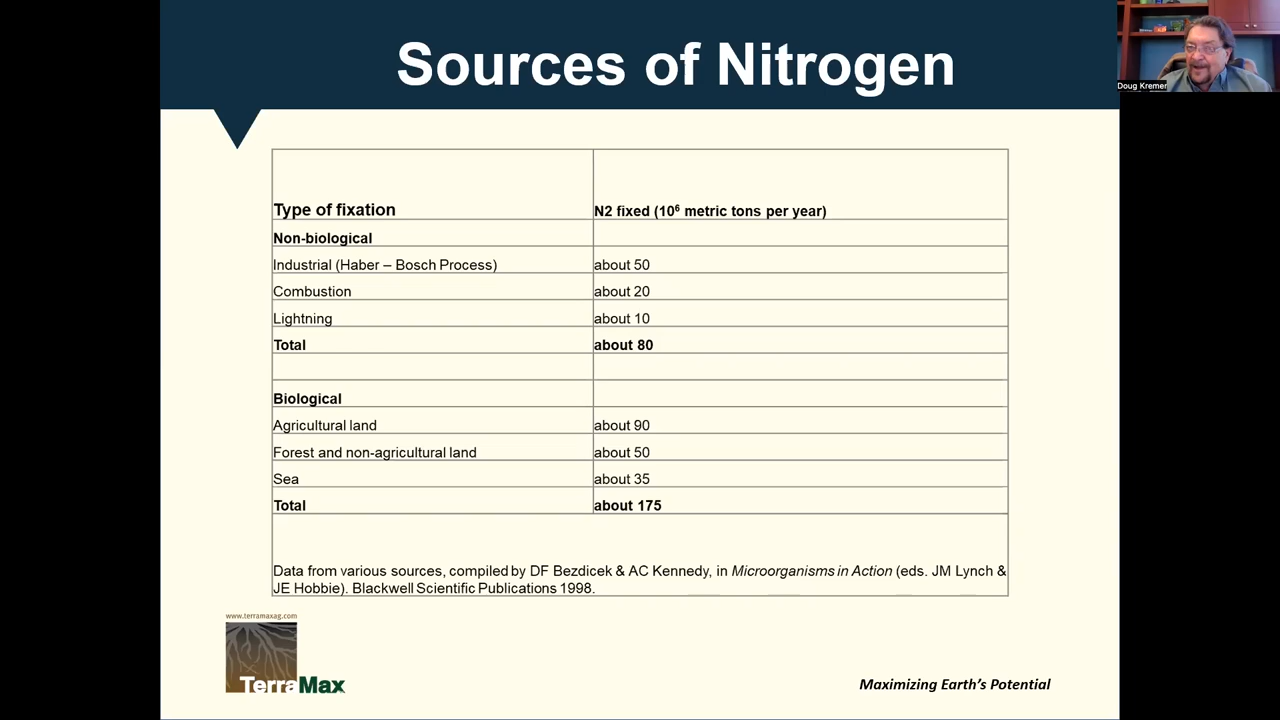 Sources of Nitrogen
Doug Kremer
Type of fixation
N2 fixed (10⁶ metric tons per year)
Non-biological
Industrial (Haber – Bosch Process)
about 50
Combustion
about 20
Lightning
about 10
Total
about 80
Biological
Agricultural land
about 90
Forest and non-agricultural land
about 50
Sea
about 35
Total
about 175
Data from various sources, compiled by DF Bezdicek & AC Kennedy, in Microorganisms in Action (eds. JM Lynch &
JE Hobbie). Blackwell Scientific Publications 1998.
www.terramaxag.com
TerraMax
Maximizing Earth's Potential